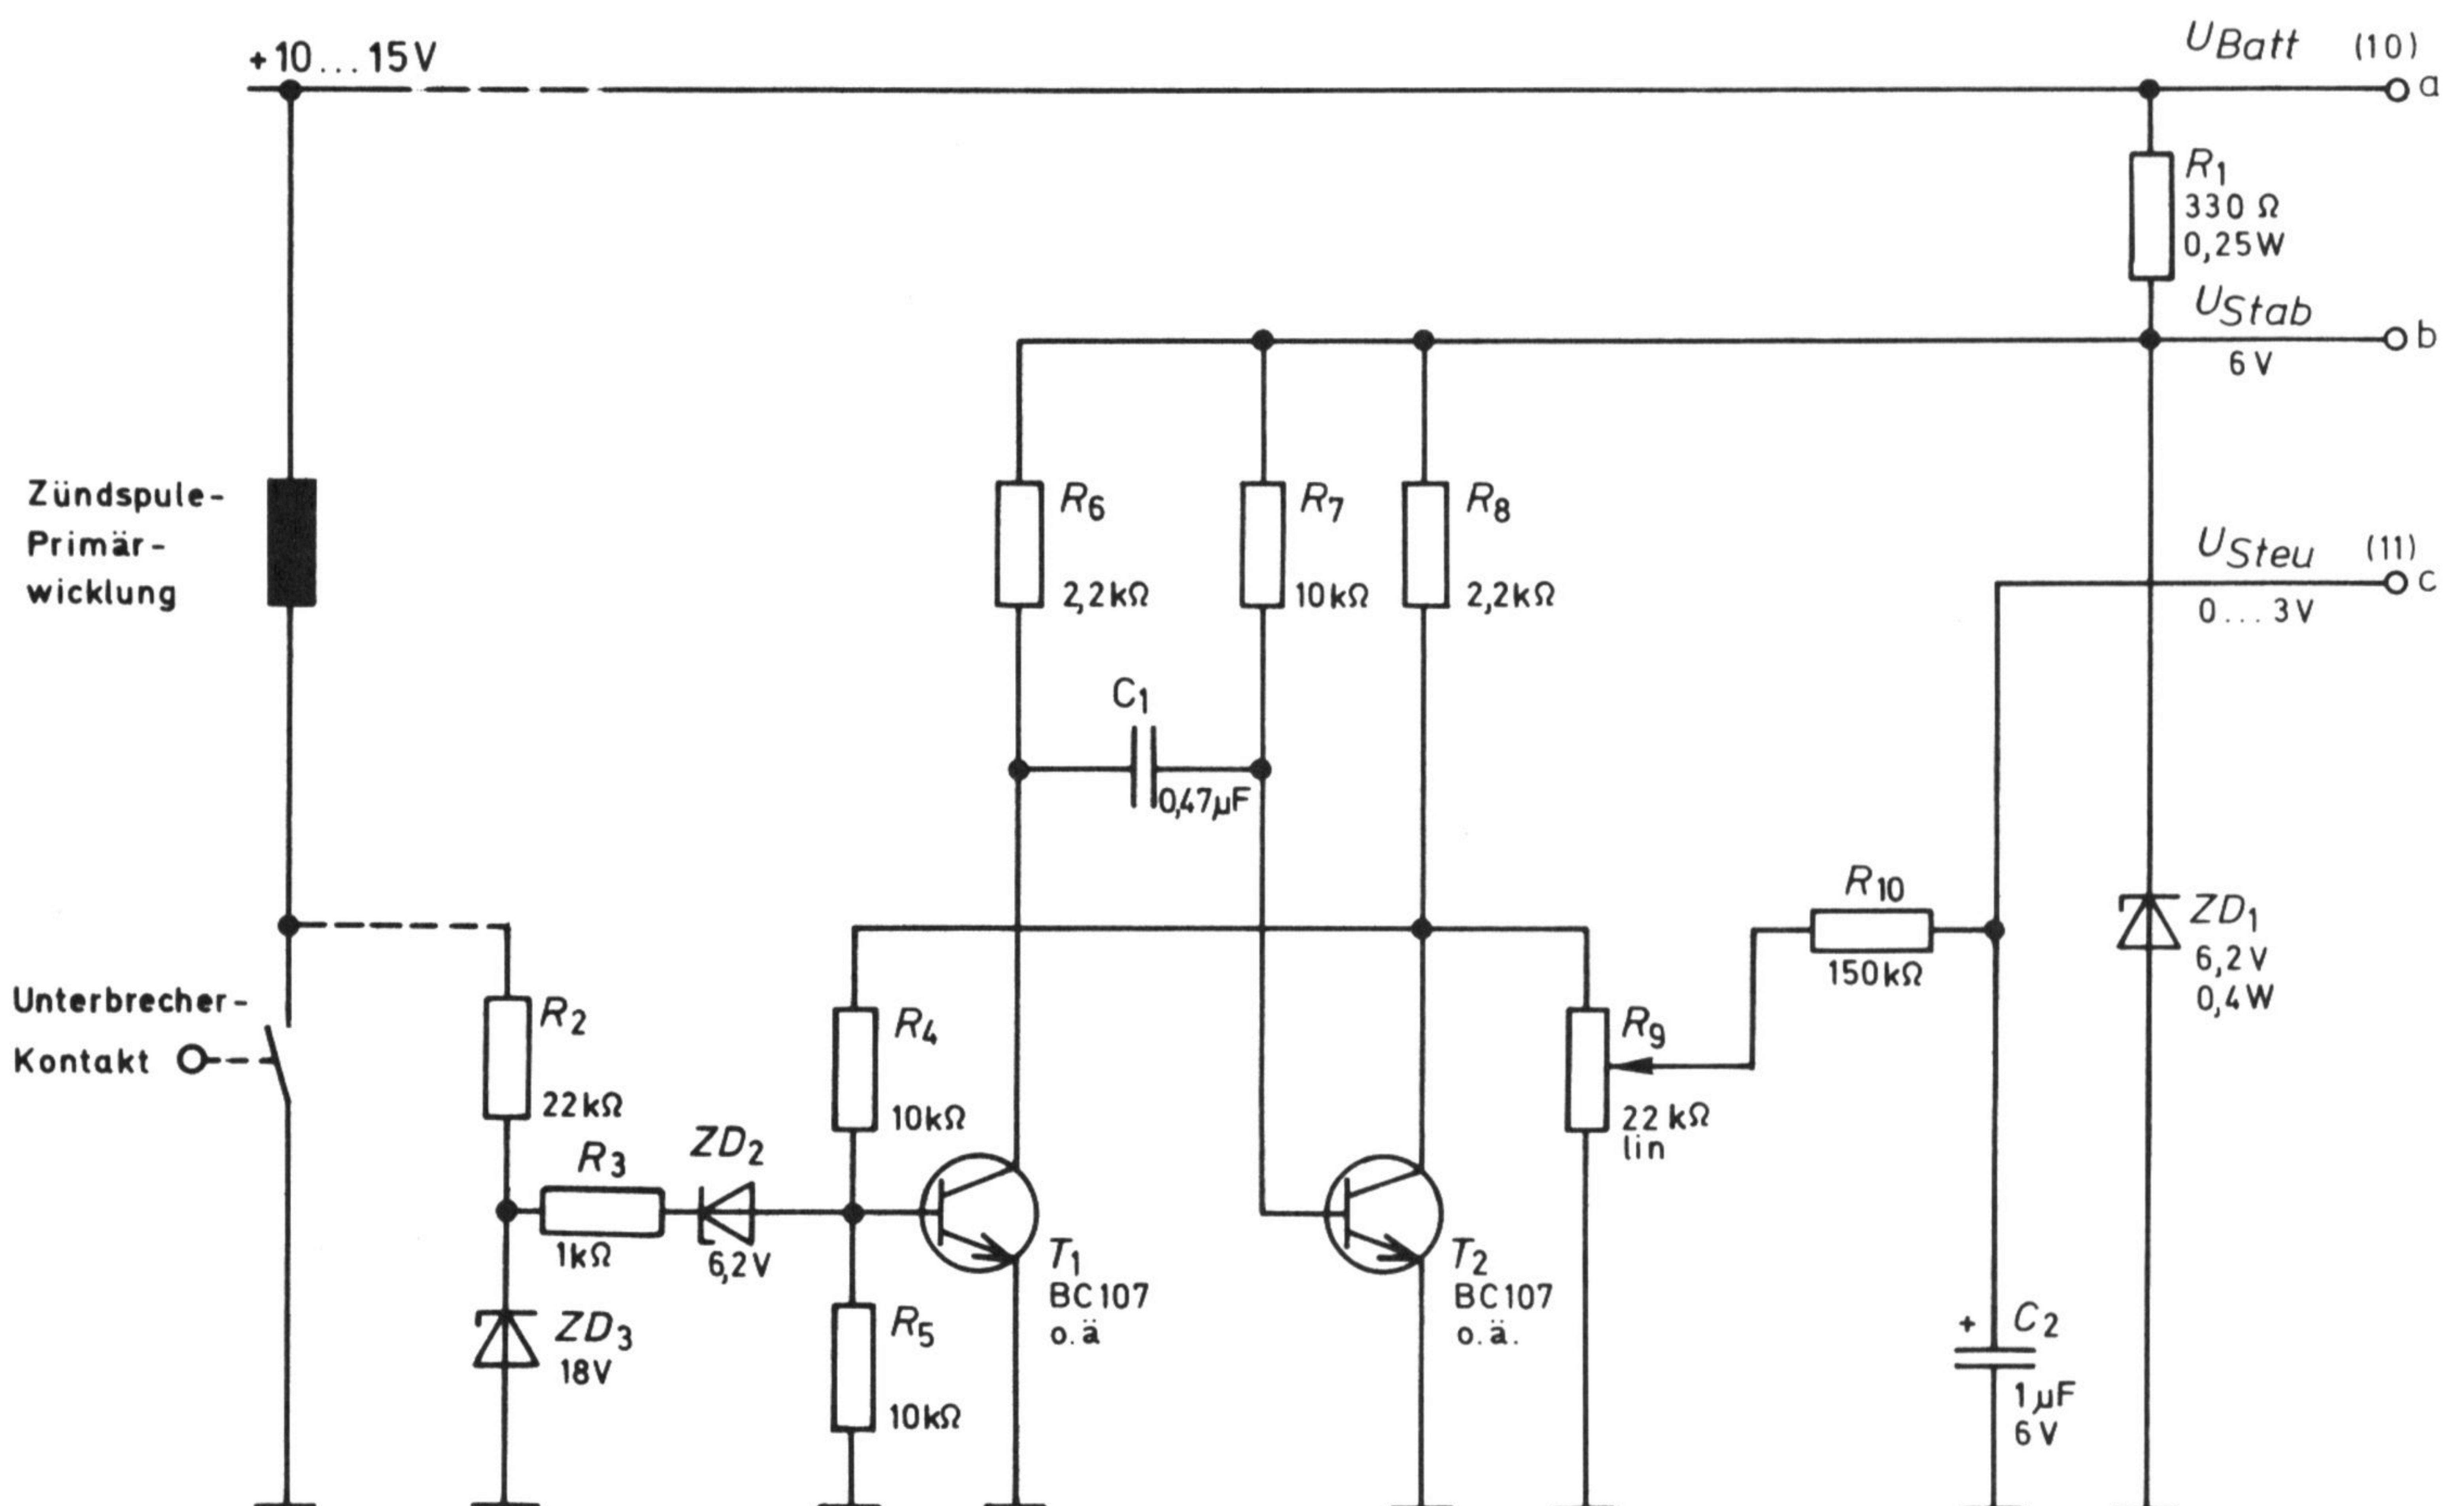 +10...15V
UBatt (10)
a
R1
330 Ω
0,25W
UStab
b
6 V
Zündspule-
Primär-
wicklung
R6
2,2kΩ
R7
10kΩ
R8
2,2kΩ
USteu (11)
c
0...3V
C1
0,47µF
R10
150kΩ
ZD1
6,2V
0,4W
Unterbrecher-
Kontakt
R2
22kΩ
R3
1kΩ
ZD2
6,2V
R4
10kΩ
R9
22 kΩ
lin
ZD3
18V
R5
10kΩ
T1
BC107
o.ä
T2
BC107
o.ä.
+ C2
1µF
6V